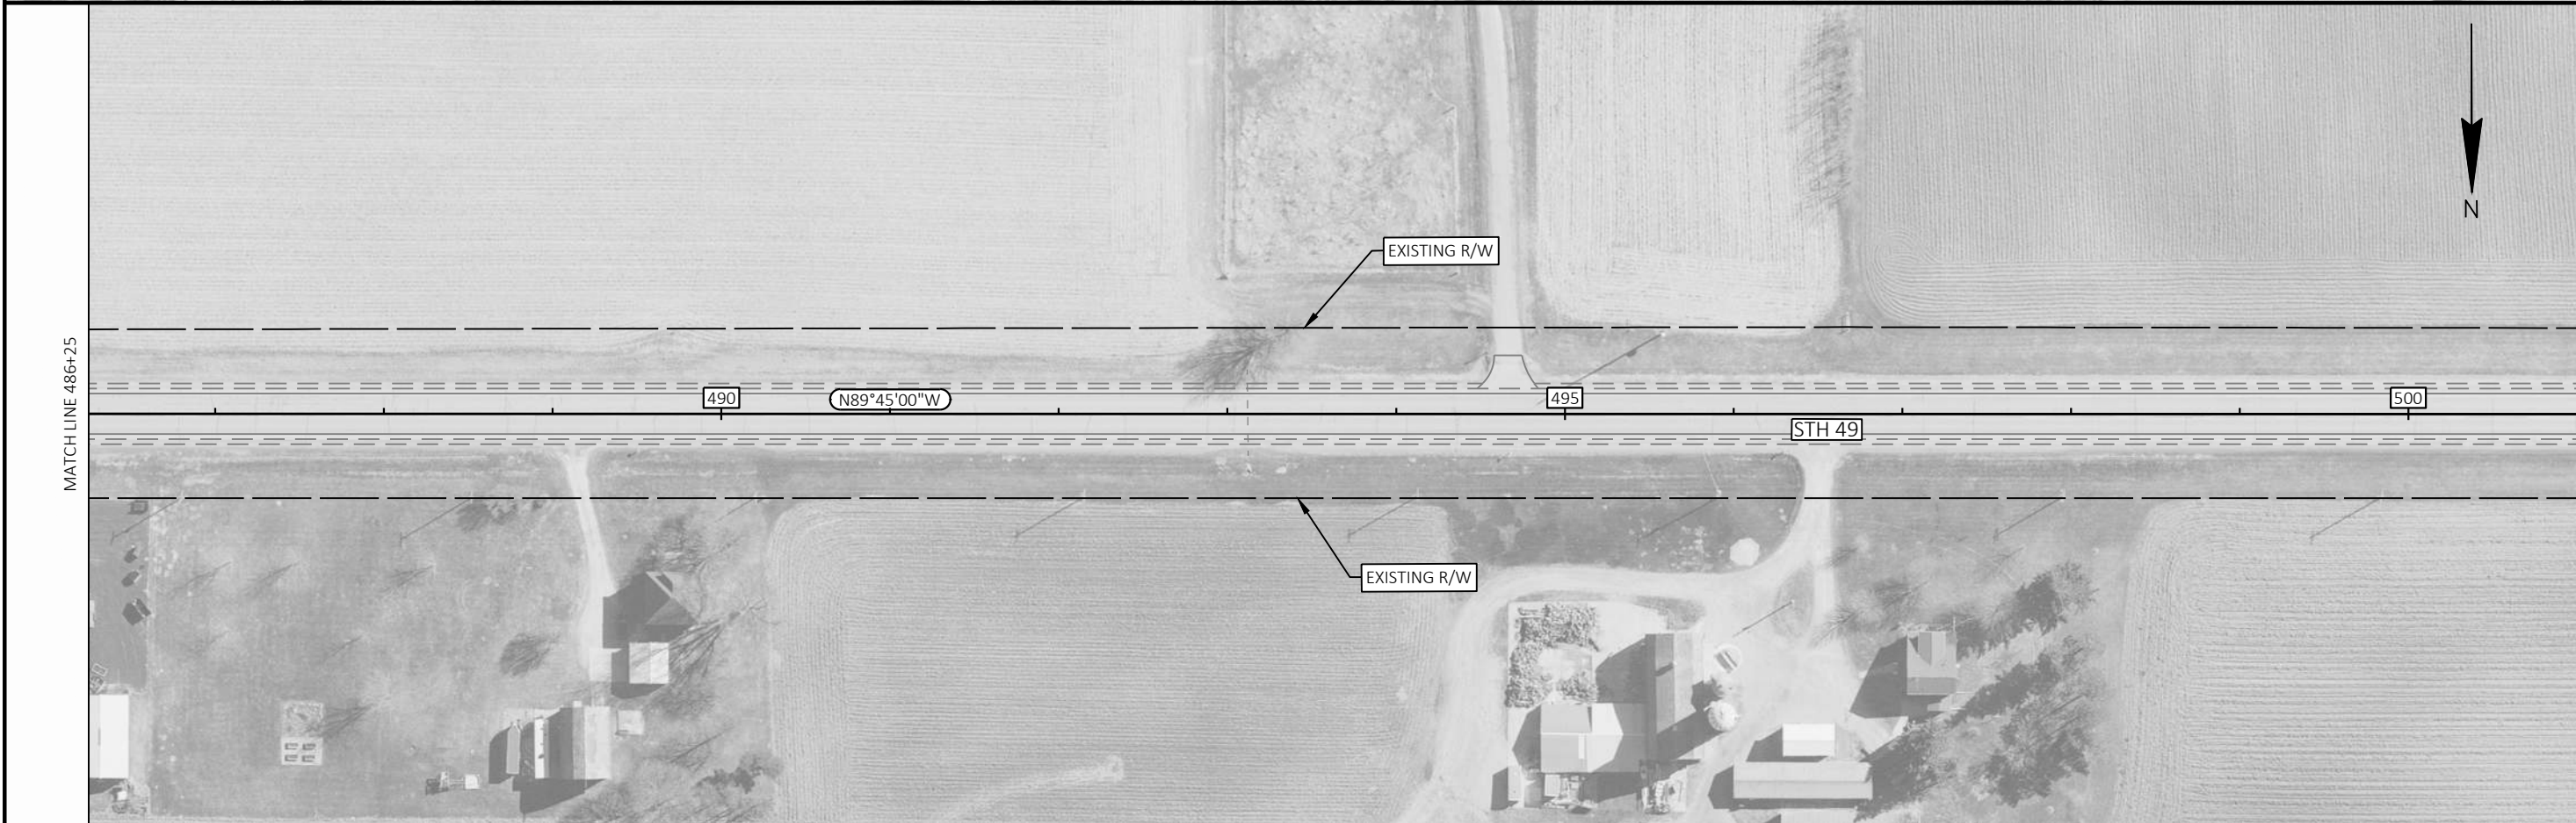 N
EXISTING R/W
MATCH LINE 486+25
490
N89°45'00"W
495
500
STH 49
EXISTING R/W